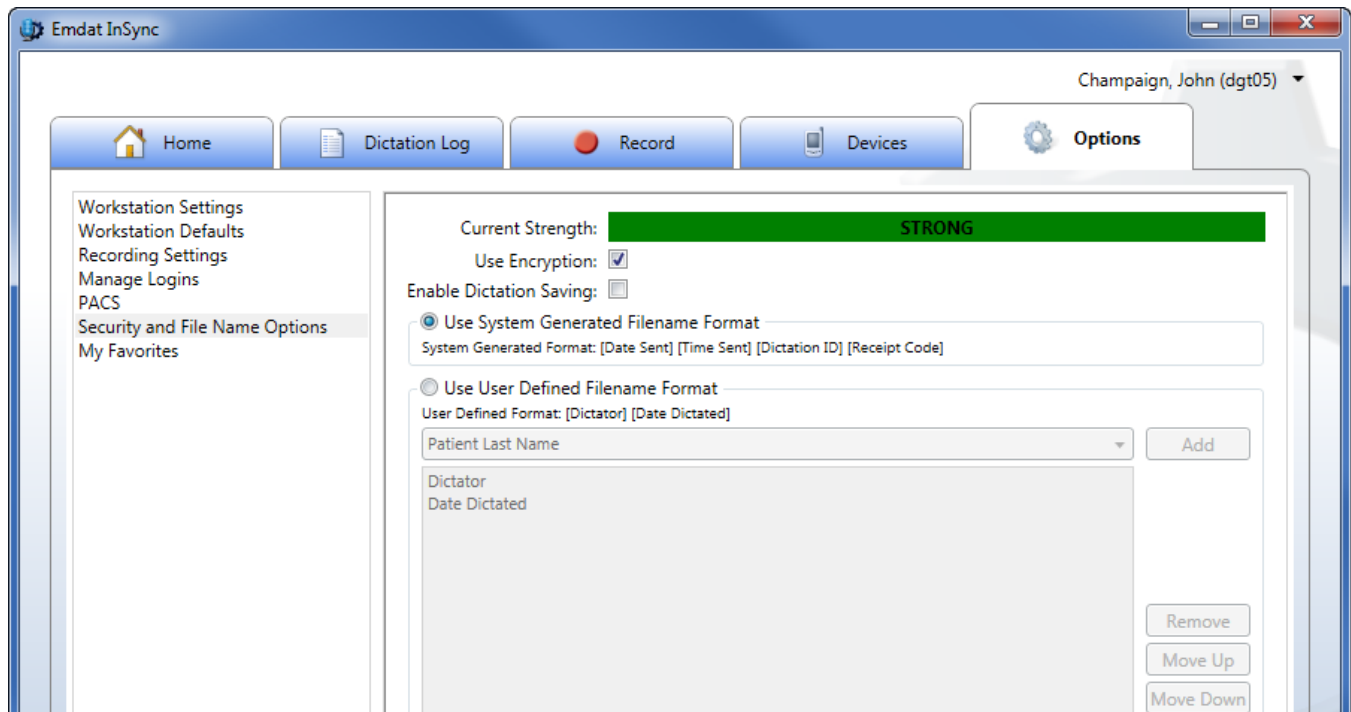 Emdat InSync
Champaign, John (dgt05)
Home
Dictation Log
Record
Devices
Options
Workstation Settings
Workstation Defaults
Recording Settings
Manage Logins
PACS
Security and File Name Options
My Favorites
Current Strength: STRONG
Use Encryption:
Enable Dictation Saving:
Use System Generated Filename Format
System Generated Format: [Date Sent] [Time Sent] [Dictation ID] [Receipt Code]
Use User Defined Filename Format
User Defined Format: [Dictator] [Date Dictated]
Patient Last Name
Add
Dictator
Date Dictated
Remove
Move Up
Move Down